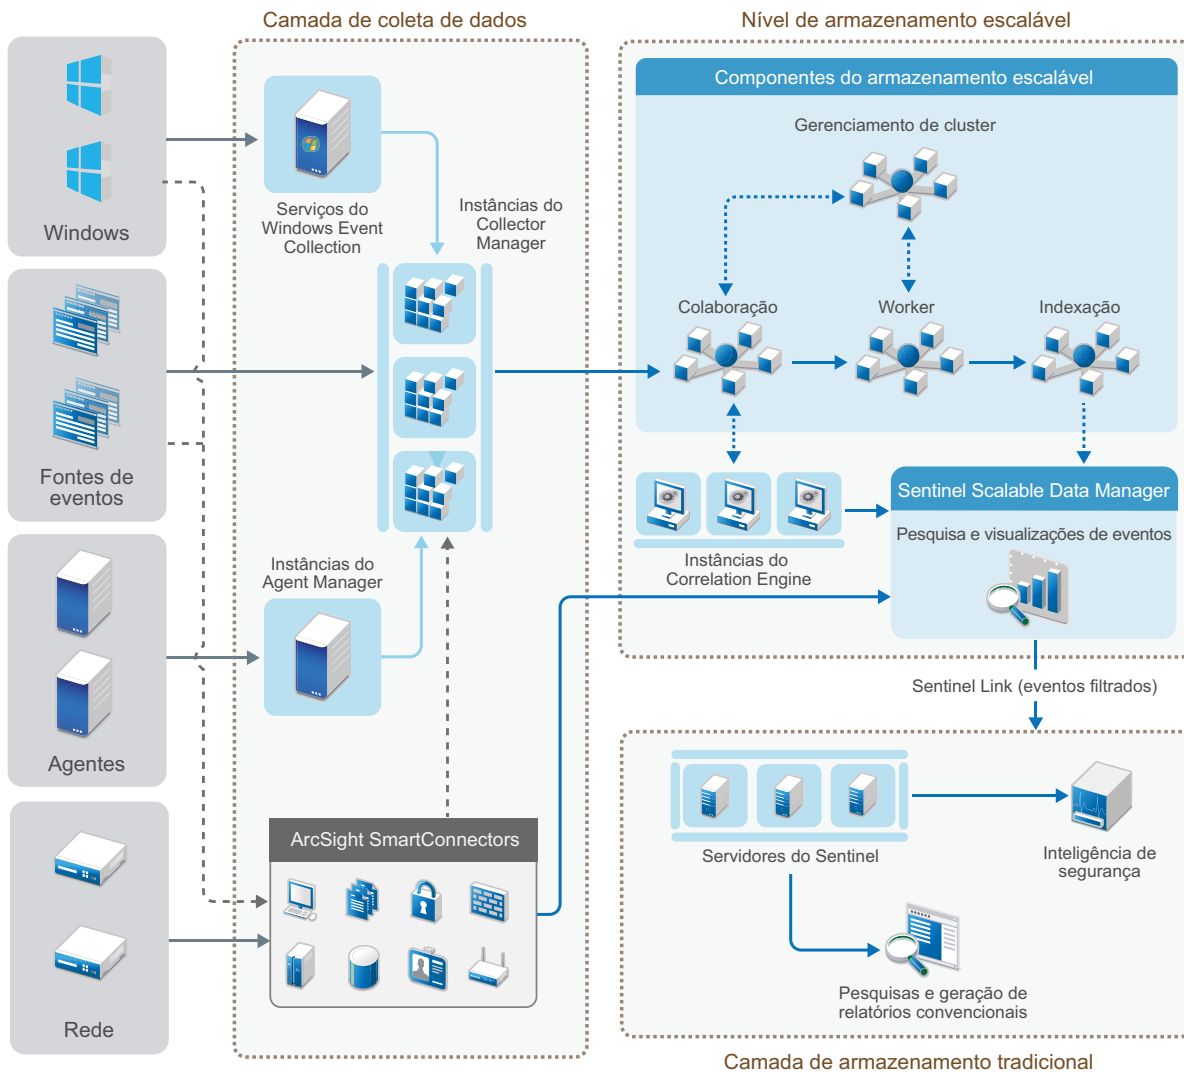 Camada de coleta de dados
Nível de armazenamento escalável
Windows
Fontes de
eventos
Agentes
Rede
Serviços do
Windows Event
Collection
Instâncias do
Collector
Manager
Instâncias do
Agent Manager
ArcSight SmartConnectors
Componentes do armazenamento escalável
Gerenciamento de cluster
Colaboração
Worker
Indexação
Instâncias do
Correlation Engine
Sentinel Scalable Data Manager
Pesquisa e visualizações de eventos
Sentinel Link (eventos filtrados)
Servidores do Sentinel
Inteligência de
segurança
Pesquisas e geração de
relatórios convencionais
Camada de armazenamento tradicional